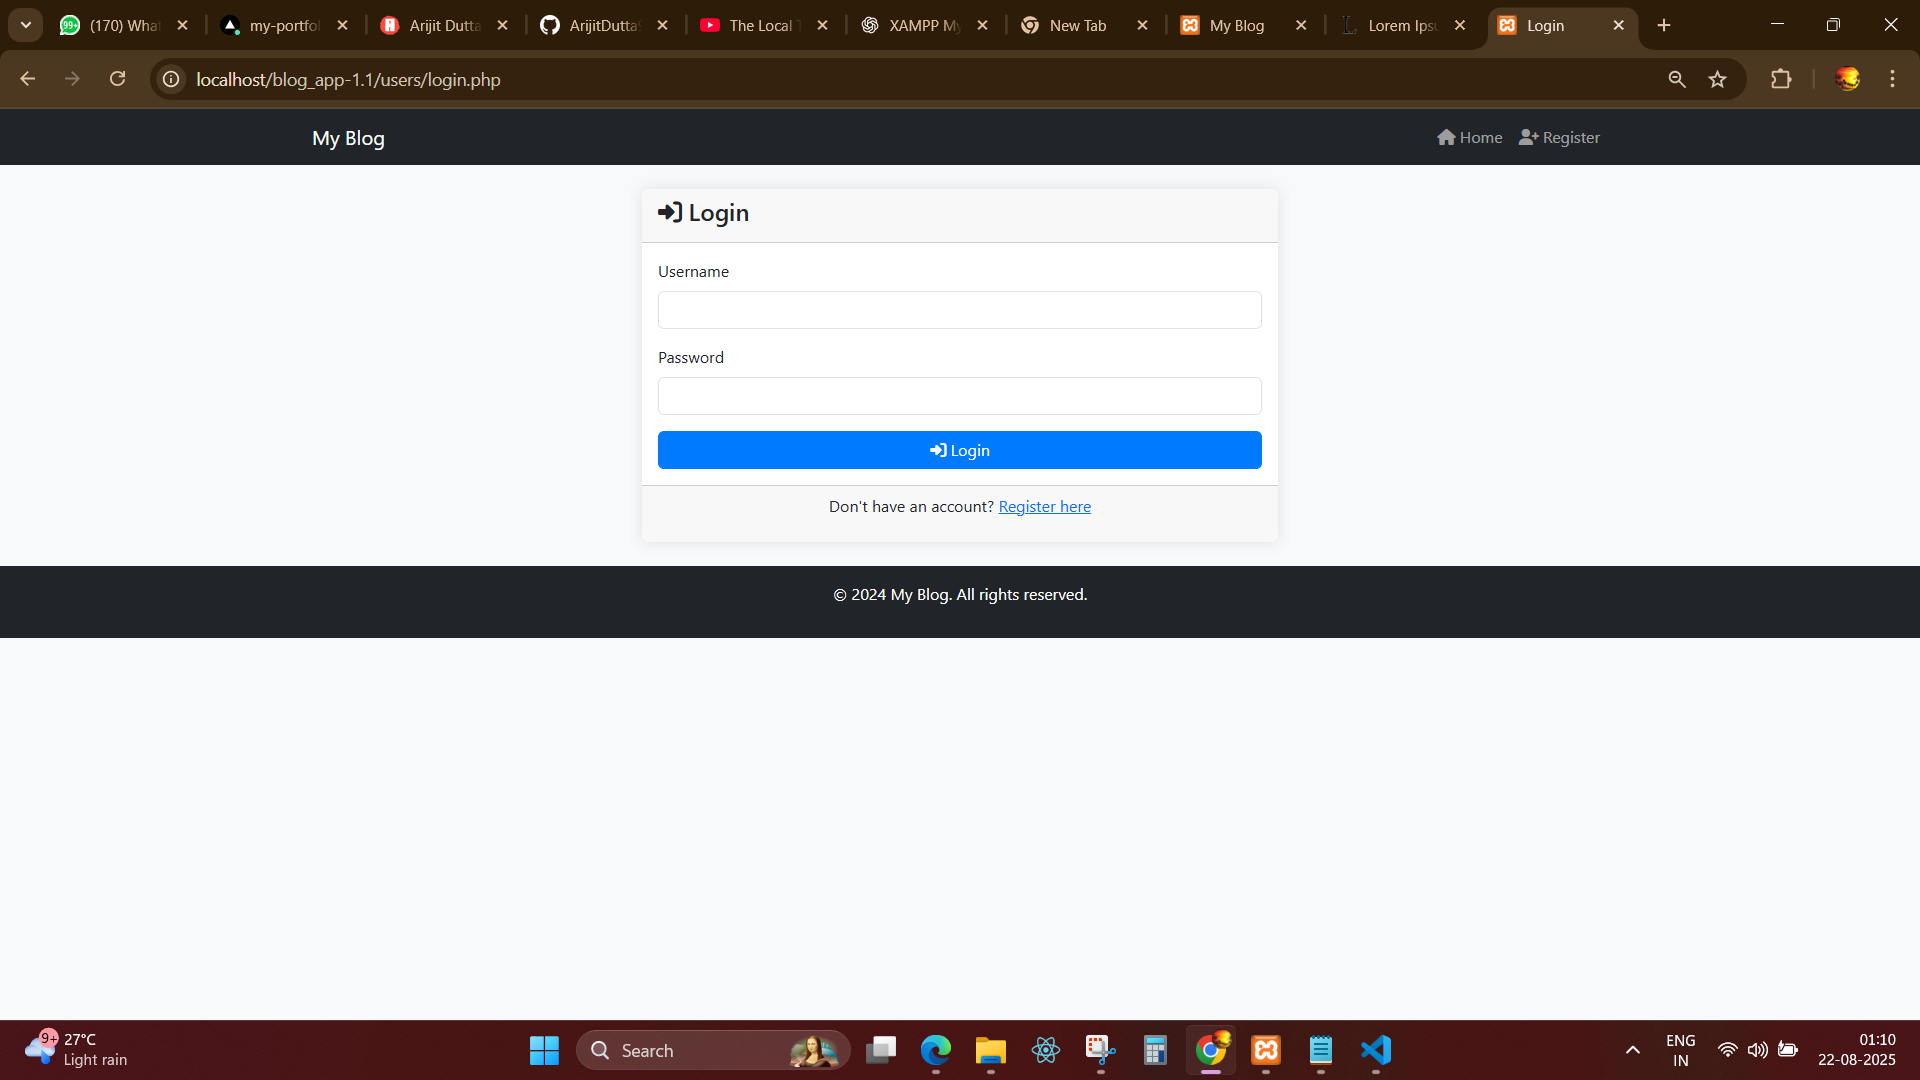 (170) What
my-portfol
Arijit Dutta
ArijitDutta
The Local T
XAMPP My
New Tab
My Blog
Lorem Ipsu
Login
localhost/blog_app-1.1/users/login.php
My Blog
Home
Register
Login
Username
Password
Login
Don't have an account? Register here
© 2024 My Blog. All rights reserved.
9+
27°C
Light rain
Search
ENG
IN
01:10
22-08-2025